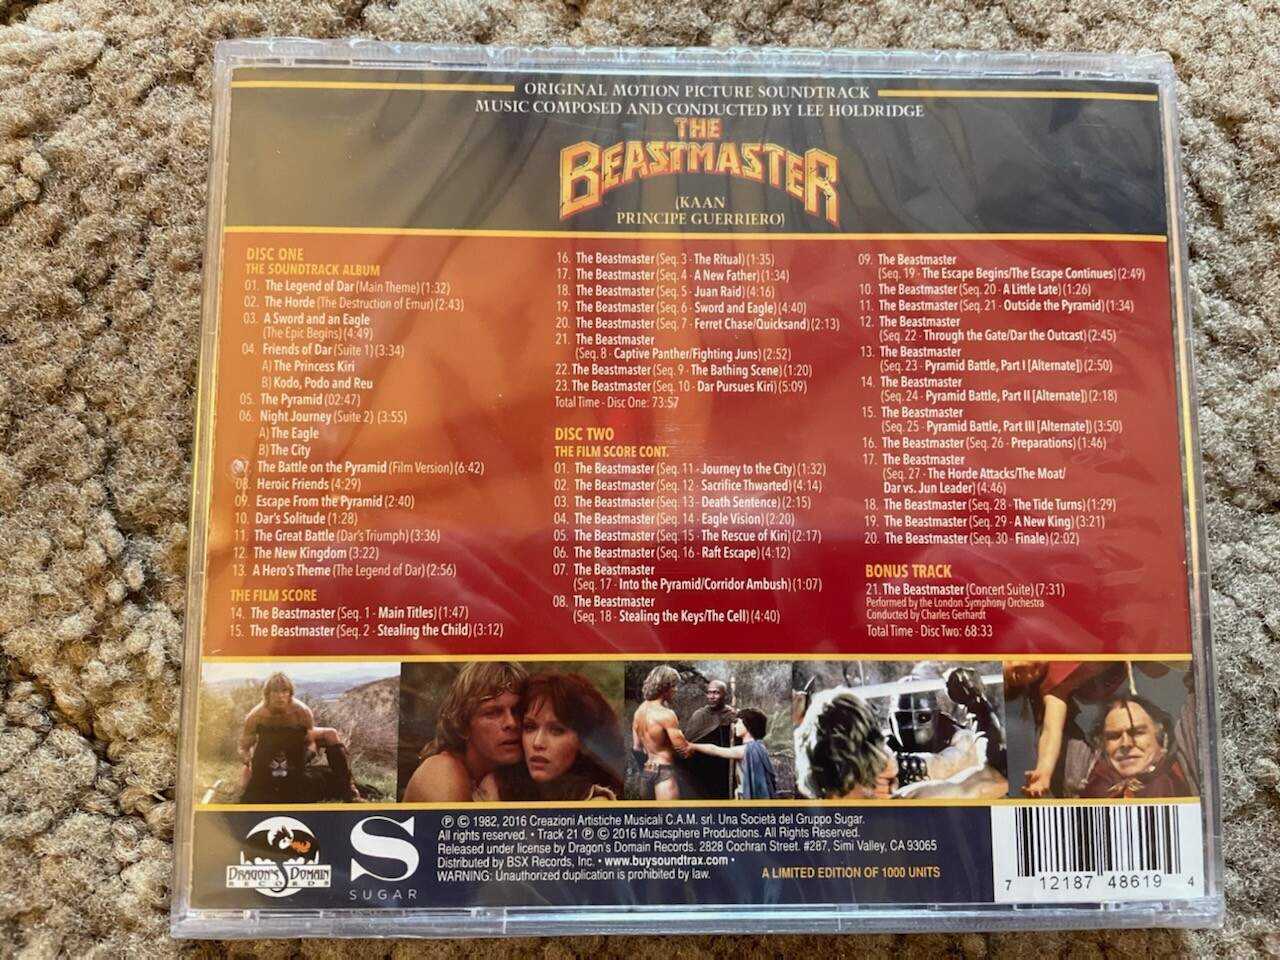 ORIGINAL MOTION PICTURE SOUNDTRACK
MUSIC COMPOSED AND CONDUCTED BY LEE HOLDRIDGE
THE
BEASTMASTER
(KAAN
PRINCIPE GUERRIERO)
DISC ONE
THE SOUNDTRACK ALBUM
01. The Legend of Dar (Main Theme) (1:32)
02. The Horde (The Destruction of Emur) (2:43)
03. A Sword and an Eagle
(The Epic Begins) (4:49)
04. Friends of Dar (Suite 1) (3:34)
A) The Princess Kiri
B) Kodo, Podo and Reu
05. The Pyramid (02:47)
06. Night Journey (Suite 2) (3:55)
A) The Eagle
B) The City
07. The Battle on the Pyramid (Film Version) (6:42)
08. Heroic Friends (4:29)
09. Escape From the Pyramid (2:40)
10. Dar's Solitude (1:28)
11. The Great Battle (Dar's Triumph) (3:36)
12. The New Kingdom (3:22)
13. A Hero's Theme (The Legend of Dar) (2:56)
THE FILM SCORE
14. The Beastmaster (Seq. 1 - Main Titles) (1:47)
15. The Beastmaster (Seq. 2 - Stealing the Child) (3:12)
16. The Beastmaster (Seq. 3 - The Ritual) (1:35)
17. The Beastmaster (Seq. 4 - A New Father) (1:34)
18. The Beastmaster (Seq. 5 - Juan Raid) (4:16)
19. The Beastmaster (Seq. 6 - Sword and Eagle) (4:40)
20. The Beastmaster (Seq. 7 - Ferret Chase/Quicksand) (2:13)
21. The Beastmaster
(Seq. 8 - Captive Panther/Fighting Juns) (2:52)
22. The Beastmaster (Seq. 9 - The Bathing Scene) (1:20)
23. The Beastmaster (Seq. 10 - Dar Pursues Kiri) (5:09)
Total Time - Disc One: 73:57
DISC TWO
THE FILM SCORE CONT.
01. The Beastmaster (Seq. 11 - Journey to the City) (1:32)
02. The Beastmaster (Seq. 12 - Sacrifice Thwarted) (4:14)
03. The Beastmaster (Seq. 13 - Death Sentence) (2:15)
04. The Beastmaster (Seq. 14 - Eagle Vision) (2:20)
05. The Beastmaster (Seq. 15 - The Rescue of Kiri) (2:17)
06. The Beastmaster (Seq. 16 - Raft Escape) (4:12)
07. The Beastmaster
(Seq. 17 - Into the Pyramid/Corridor Ambush) (1:07)
08. The Beastmaster
(Seq. 18 - Stealing the Keys/The Cell) (4:40)
09. The Beastmaster
(Seq. 19 - The Escape Begins/The Escape Continues) (2:49)
10. The Beastmaster (Seq. 20 - A Little Late) (1:26)
11. The Beastmaster (Seq. 21 - Outside the Pyramid) (1:34)
12. The Beastmaster
(Seq. 22 - Through the Gate/Dar the Outcast) (2:45)
13. The Beastmaster
(Seq. 23 - Pyramid Battle, Part I [Alternate]) (2:50)
14. The Beastmaster
(Seq. 24 - Pyramid Battle, Part II [Alternate]) (2:18)
15. The Beastmaster
(Seq. 25 - Pyramid Battle, Part III [Alternate]) (3:50)
16. The Beastmaster (Seq. 26 - Preparations) (1:46)
17. The Beastmaster
(Seq. 27 - The Horde Attacks/The Moat/
Dar vs. Jun Leader) (4:46)
18. The Beastmaster (Seq. 28 - The Tide Turns) (1:29)
19. The Beastmaster (Seq. 29 - A New King) (3:21)
20. The Beastmaster (Seq. 30 - Finale) (2:02)
BONUS TRACK
21. The Beastmaster (Concert Suite) (7:31)
Performed by the London Symphony Orchestra
Conducted by Charles Gerhardt
Total Time - Disc Two: 68:33
DRAGON'S DOMAIN
RECORDS
S
SUGAR
℗ © 1982, 2016 Creazioni Artistiche Musicali C.A.M. srl. Una Società del Gruppo Sugar.
All rights reserved. • Track 21 ℗ © 2016 Musicsphere Productions. All Rights Reserved.
Released under license by Dragon's Domain Records. 2828 Cochran Street. #287, Simi Valley, CA 93065
Distributed by BSX Records, Inc. • www.buysoundtrax.com •
WARNING: Unauthorized duplication is prohibited by law.
A LIMITED EDITION OF 1000 UNITS
7 12187 48619 4